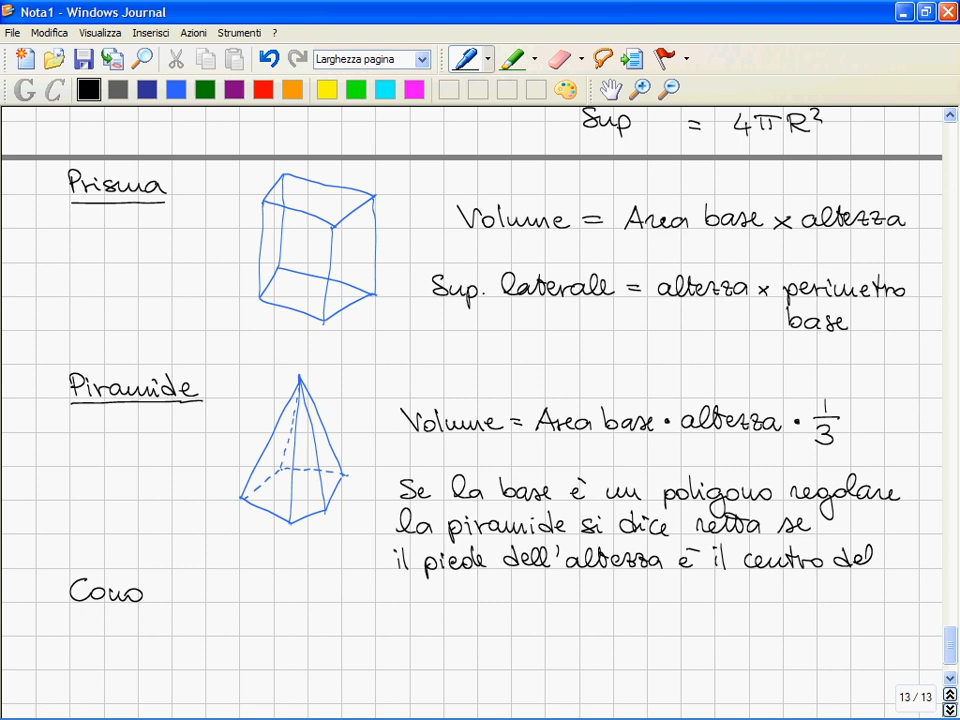 Nota1 - Windows Journal
File Modifica Visualizza Inserisci Azioni Strumenti ?
Larghezza pagina
G C
Sup = 4πR²
Prisma
Volume = Area base × altezza
Sup. laterale = altezza × perimetro
base
Piramide
Volume = Area base · altezza · 1/3
Se la base è un poligono regolare
la piramide si dice retta se
il piede dell'altezza è il centro del
Cono
13 / 13